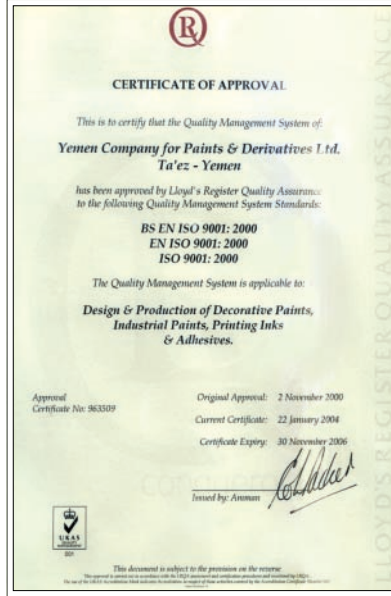 CERTIFICATE OF APPROVAL
This is to certify that the Quality Management System of:
Yemen Company for Paints & Derivatives Ltd.
Ta'ez - Yemen
has been approved by Lloyd's Register Quality Assurance
to the following Quality Management System Standards:
BS EN ISO 9001: 2000
EN ISO 9001: 2000
ISO 9001: 2000
The Quality Management System is applicable to:
Design & Production of Decorative Paints,
Industrial Paints, Printing Inks
& Adhesives.
Approval
Certificate No: 963509
Original Approval: 2 November 2000
Current Certificate: 22 January 2004
Certificate Expiry: 30 November 2006
Issued by: Amman
UKAS
QUALITY
MANAGEMENT
001
This document is subject to the provision on the reverse
LLOYD'S REGISTER QUALITY ASSURANCE